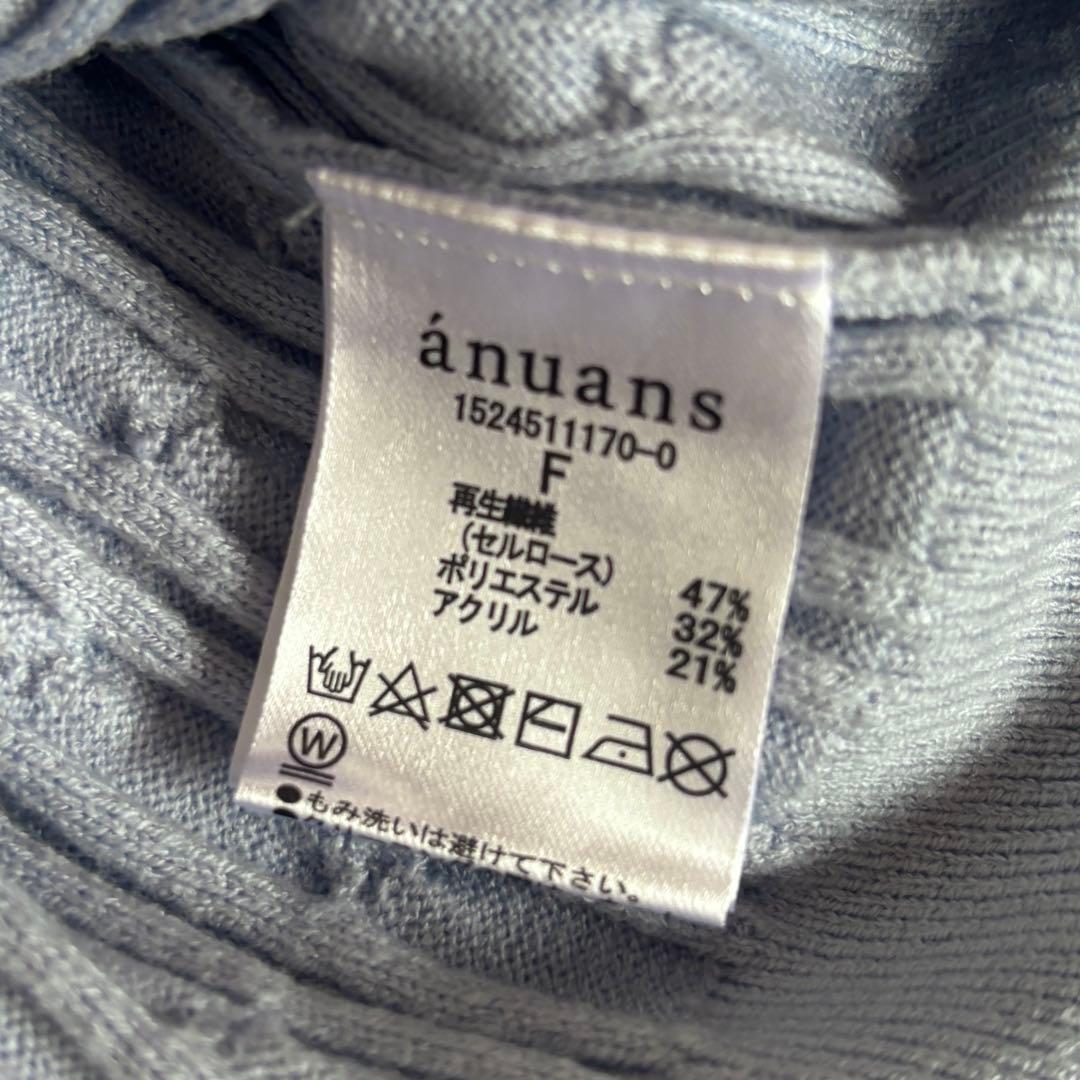 ánuans
1524511170-0
F
再生繊維
(セルロース) 47%
ポリエステル 32%
アクリル 21%
W
●もみ洗いは避けて下さい。